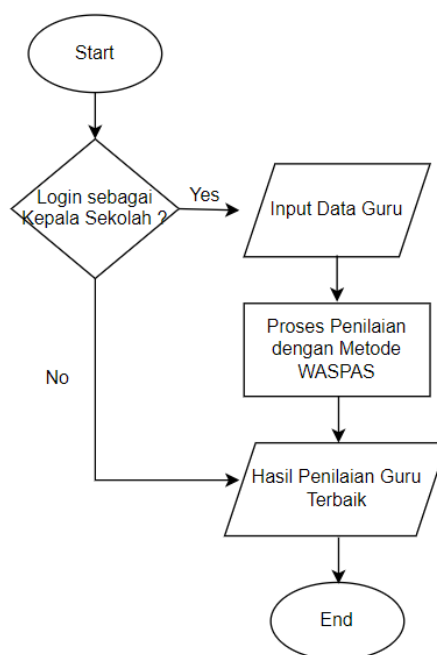 Start
Login sebagai
Kepala Sekolah ?
Yes
Input Data Guru
Proses Penilaian
dengan Metode
WASPAS
No
Hasil Penilaian Guru
Terbaik
End